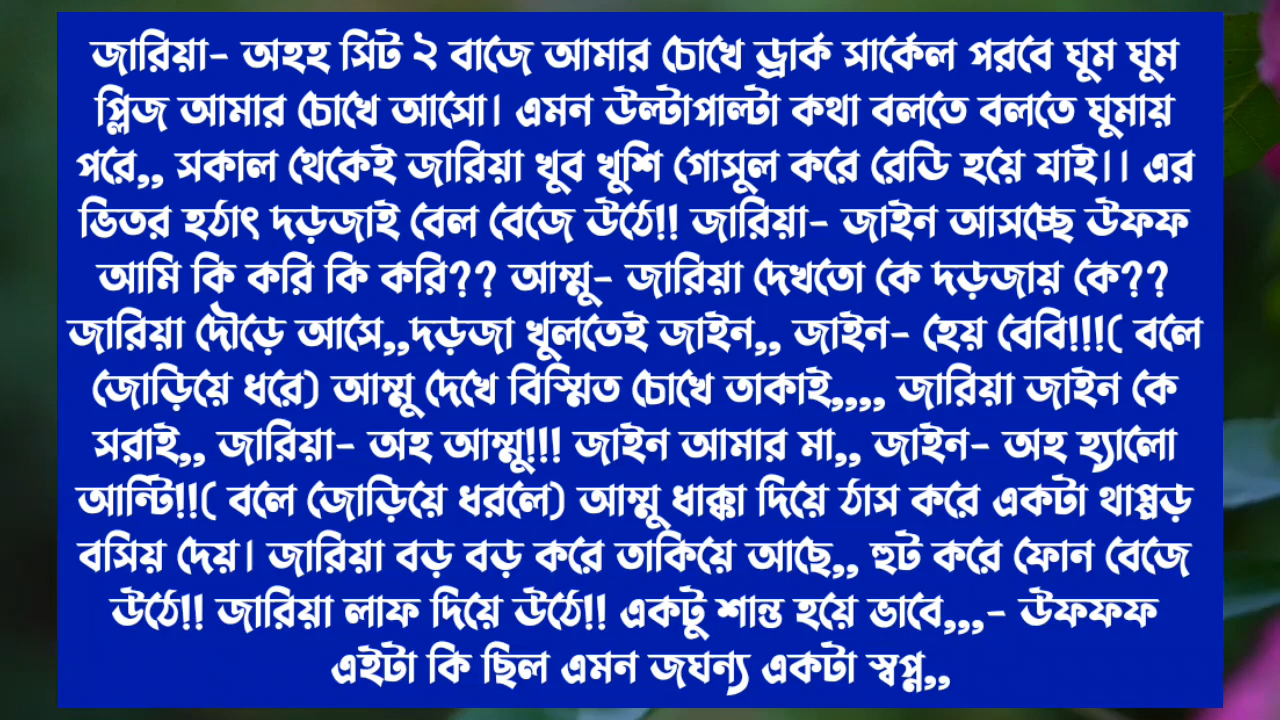 জারিয়া- অহহ সিট ২ বাজে আমার চোখে ড্রার্ক সার্কেল পরবে ঘুম ঘুম
প্লিজ আমার চোখে আসো। এমন উল্টাপাল্টা কথা বলতে বলতে ঘুমায়
পরে,, সকাল থেকেই জারিয়া খুব খুশি গোসুল করে রেডি হয়ে যাই।। এর
ভিতর হঠাৎ দড়জাই বেল বেজে উঠে!! জারিয়া- জাইন আসচ্ছে উফফ
আমি কি করি কি করি?? আম্মু- জারিয়া দেখতো কে দড়জায় কে??
জারিয়া দৌড়ে আসে,,দড়জা খুলতেই জাইন,, জাইন- হেয় বেবি!!!( বলে
জোড়িয়ে ধরে) আম্মু দেখে বিস্মিত চোখে তাকাই,,,, জারিয়া জাইন কে
সরাই,, জারিয়া- অহ আম্মু!!! জাইন আমার মা,, জাইন- অহ হ্যালো
আন্টি!!( বলে জোড়িয়ে ধরলে) আম্মু ধাক্কা দিয়ে ঠাস করে একটা থাপ্পড়
বসিয় দেয়। জারিয়া বড় বড় করে তাকিয়ে আছে,, হুট করে ফোন বেজে
উঠে!! জারিয়া লাফ দিয়ে উঠে!! একটু শান্ত হয়ে ভাবে,,,- উফফফ
এইটা কি ছিল এমন জঘন্য একটা স্বপ্ন,,